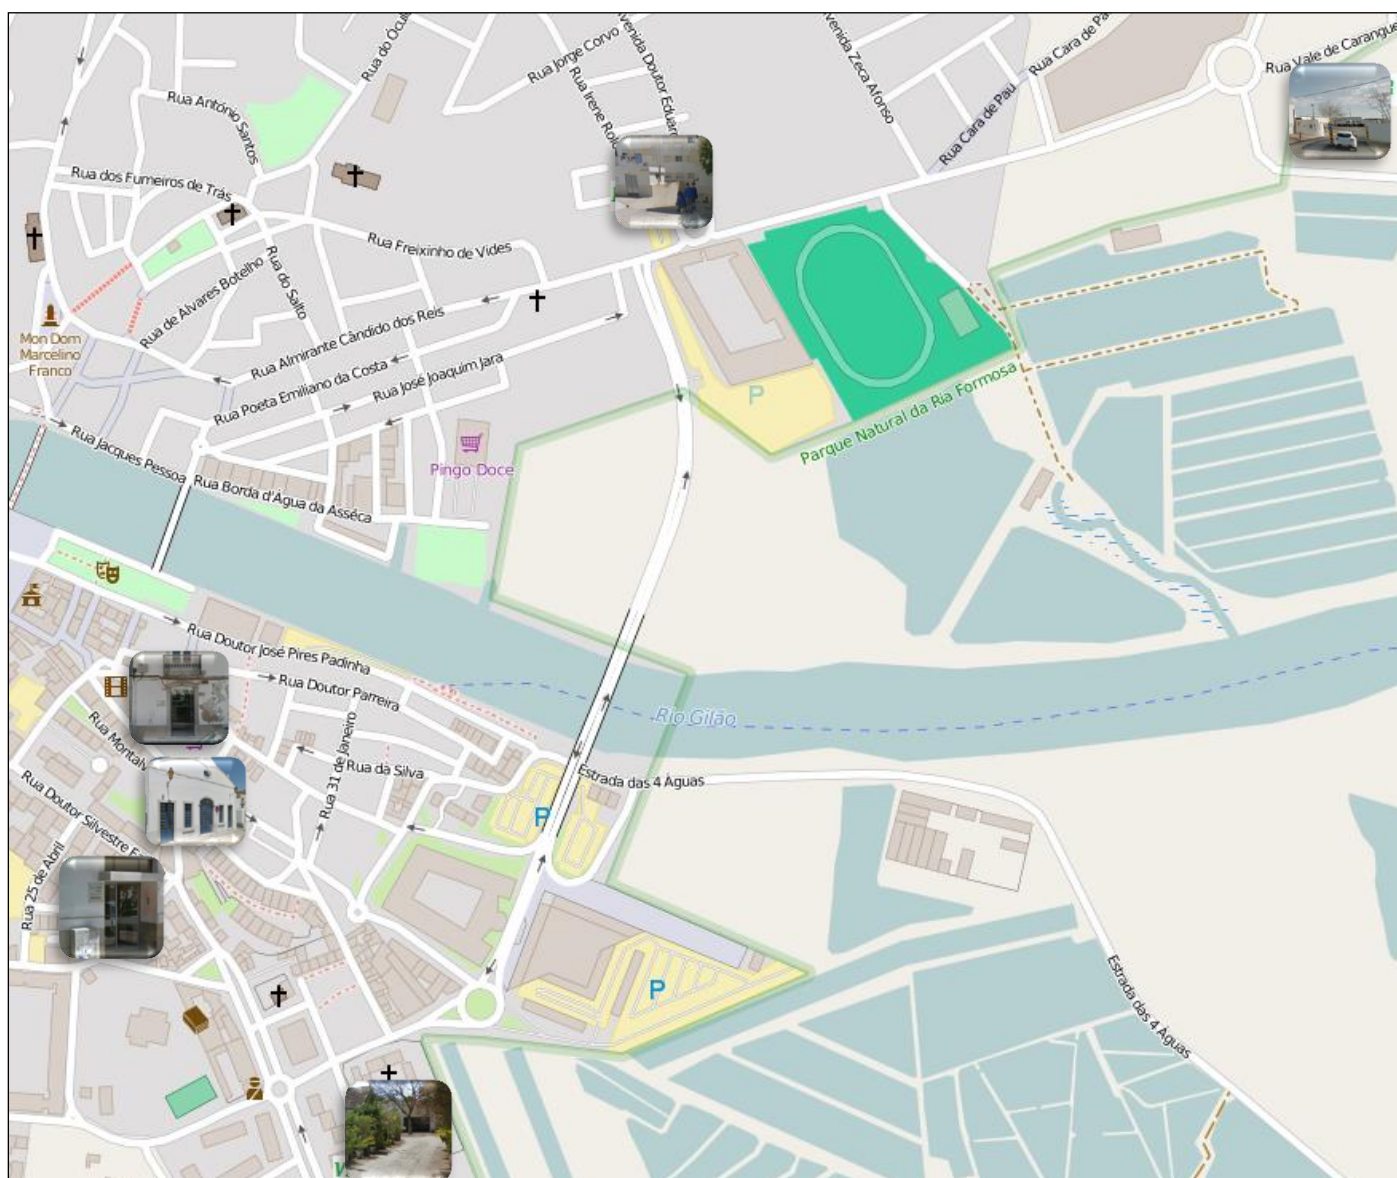 Rua do Ócul
Rua Jorge Corvo
venida Doutor Eduar
Rua Irene Rol
venida Zeca Afonso
Rua Cara de Pa
Rua Vale de Carangue
Rua António Santos
Rua Cara de Pau
Rua dos Fumeiros de Trás
Rua Freixinho de Vides
Rua do Salto
Rua de Álvares Botelho
Mon Dom
Marcelino
Franco
Rua Almirante Cândido dos Reis
Rua Poeta Emiliano da Costa
Rua José Joaquim Jara
P
Parque Natural da Ria Formosa
Rua Jacques Pessoa
Pingo Doce
Rua Borda d'Água da Asséca
Rua Doutor José Pires Padinha
Rua Doutor Parreira
Rio Gilão
Rua Montalv
Rua 31 de Janeiro
Rua da Silva
Estrada das 4 Águas
P
Rua Doutor Silvestre F
Rua 25 de Abril
P
Estrada das 4 Águas